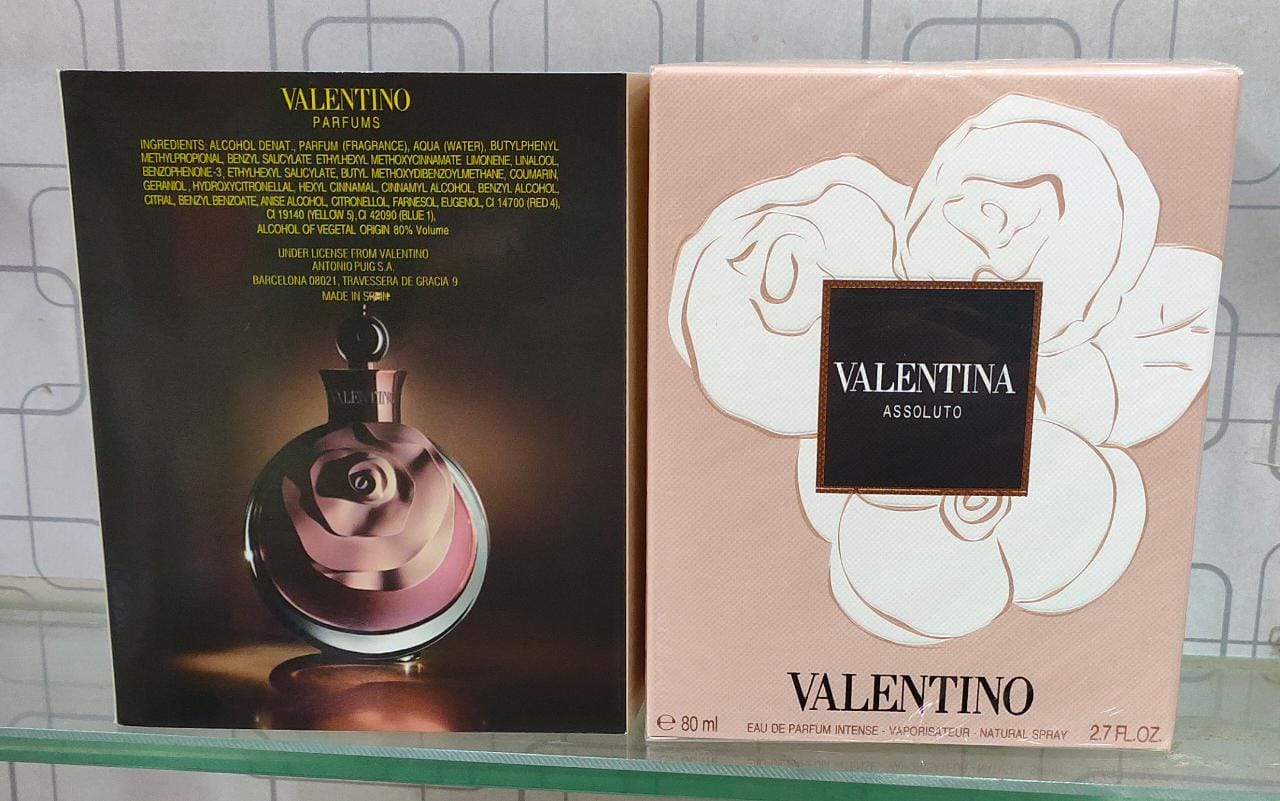 VALENTINO
PARFUMS
INGREDIENTS: ALCOHOL DENAT., PARFUM (FRAGRANCE), AQUA (WATER), BUTYLPHENYL
METHYLPROPIONAL, BENZYL SALICYLATE ETHYLHEXYL METHOXYCINNAMATE LIMONENE, LINALOOL,
BENZOPHENONE-3, ETHYLHEXYL SALICYLATE, BUTYL METHOXYDIBENZOYLMETHANE, COUMARIN,
GERANIOL, HYDROXYCITRONELLAL, HEXYL CINNAMAL, CINNAMYL ALCOHOL, BENZYL ALCOHOL,
CITRAL, BENZYL BENZOATE, ANISE ALCOHOL, CITRONELLOL, FARNESOL, EUGENOL, CI 14700 (RED 4),
CI 19140 (YELLOW 5), CI 42090 (BLUE 1),
ALCOHOL OF VEGETAL ORIGIN 80% Volume
UNDER LICENSE FROM VALENTINO
ANTONIO PUIG S.A.
BARCELONA 08021, TRAVESSERA DE GRACIA 9
MADE IN SPAIN
VALENTINO
VALENTINA
ASSOLUTO
VALENTINO
e 80 ml EAU DE PARFUM INTENSE - VAPORISATEUR - NATURAL SPRAY 2.7 FL.OZ.